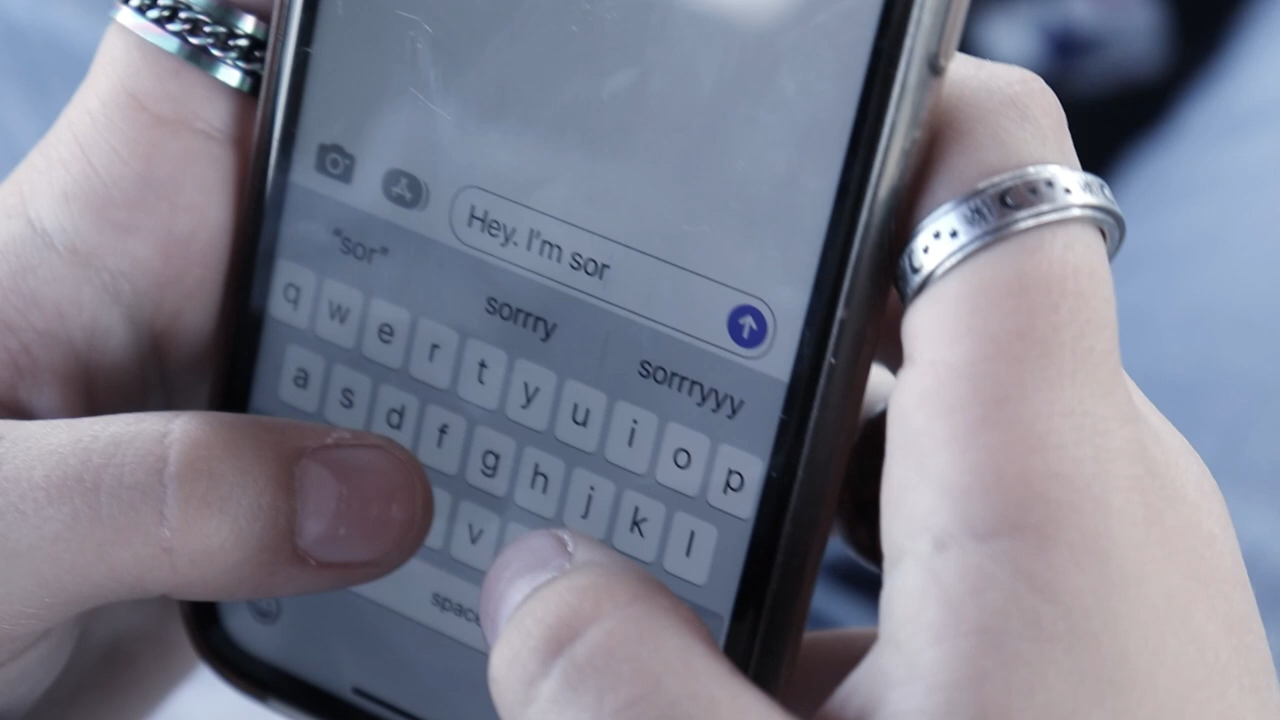 Hey. I'm sor
"sor" sorrry sorrryyy
q w e r t y u i o p
a s d f g h j k l
v
space